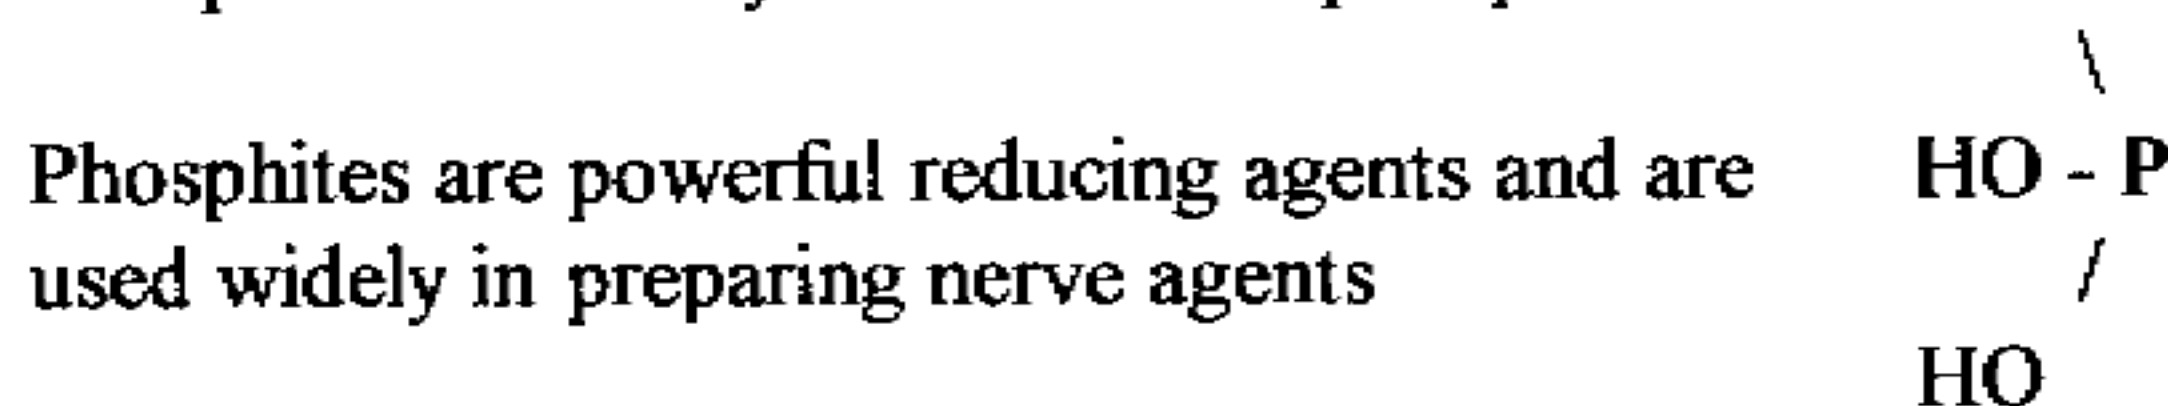 \
Phosphites are powerful reducing agents and are HO - P
used widely in preparing nerve agents /
HO